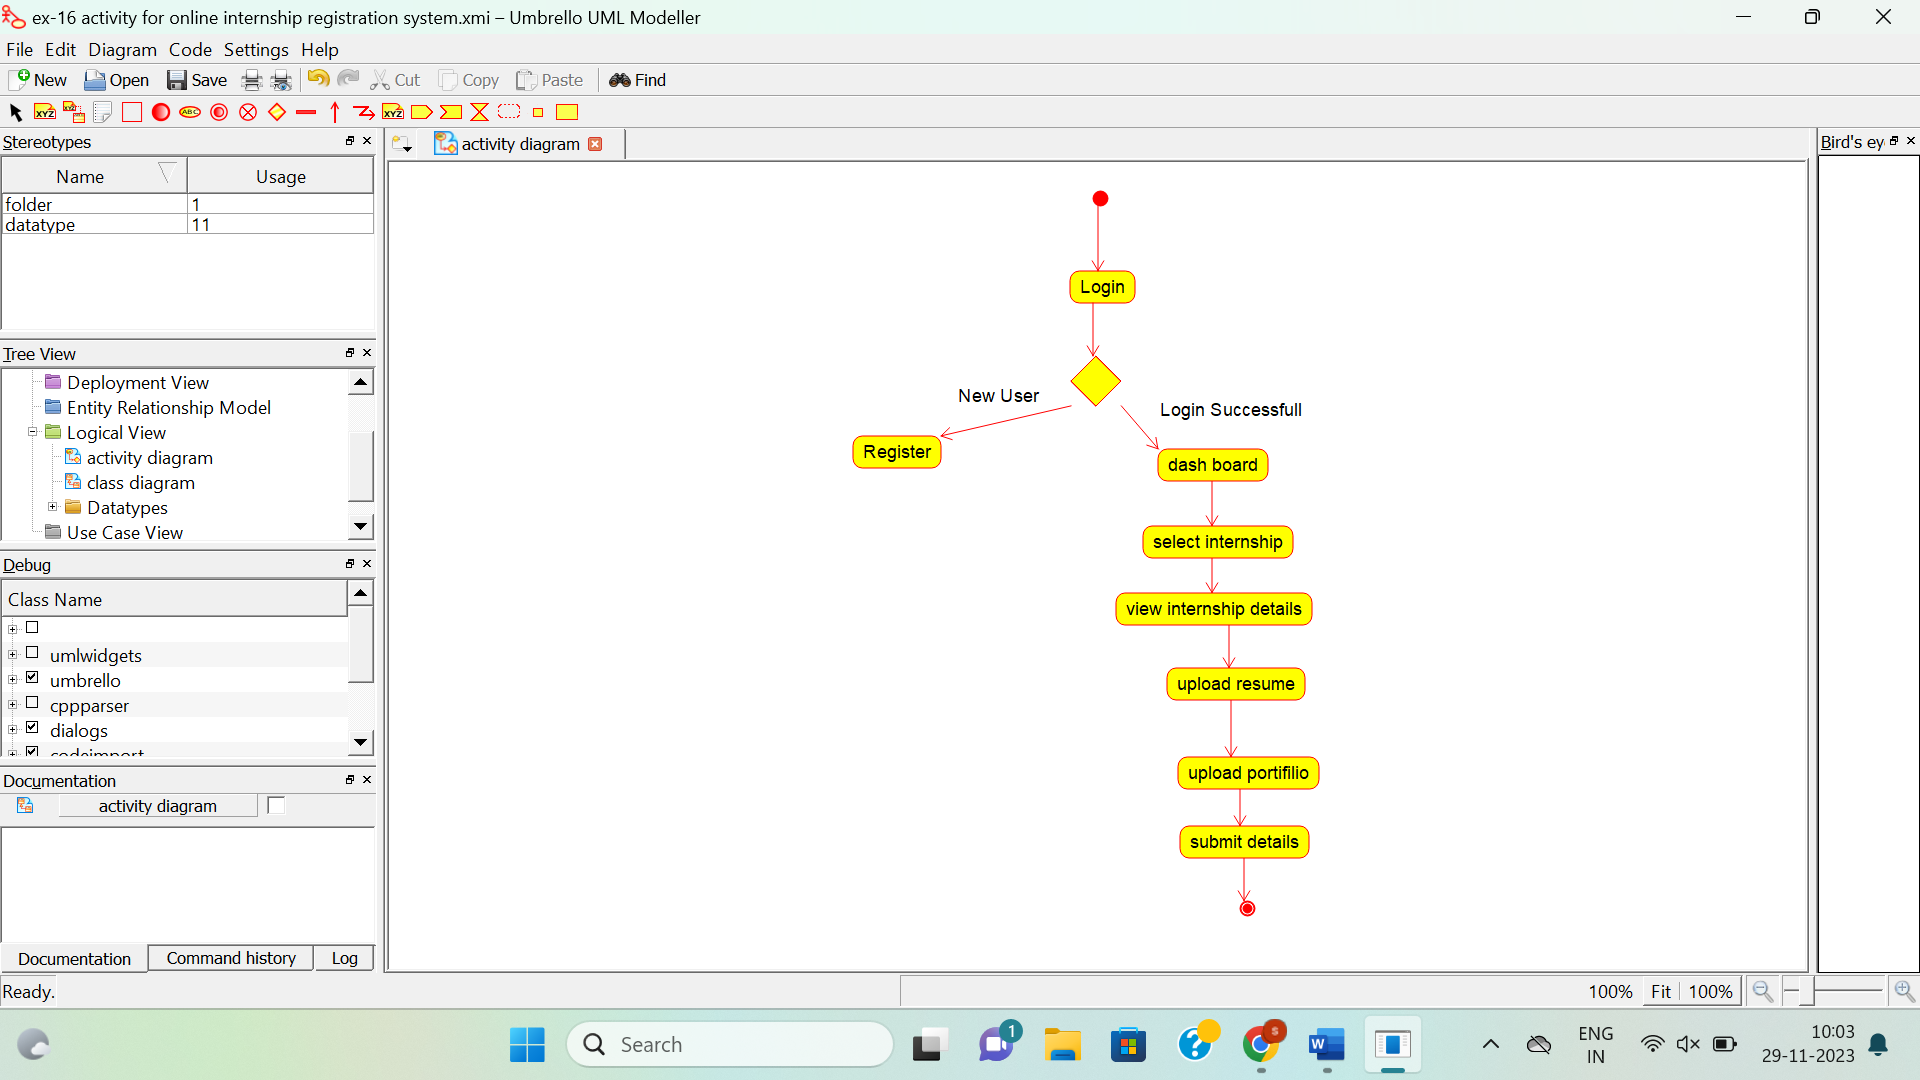 ex-16 activity for online internship registration system.xmi – Umbrello UML Modeller
File Edit Diagram Code Settings Help
New Open Save Cut Copy Paste Find
Stereotypes
Name Usage
folder 1
datatype 11
Tree View
Deployment View
Entity Relationship Model
Logical View
activity diagram
class diagram
Datatypes
Use Case View
Debug
Class Name
umlwidgets
umbrello
cppparser
dialogs
codeimport
Documentation
activity diagram
Documentation Command history Log
Ready.
activity diagram
Login
New User
Login Successfull
Register
dash board
select internship
view internship details
upload resume
upload portifilio
submit details
Bird's ey
100% Fit 100%
Search
1
ENG
IN
10:03
29-11-2023